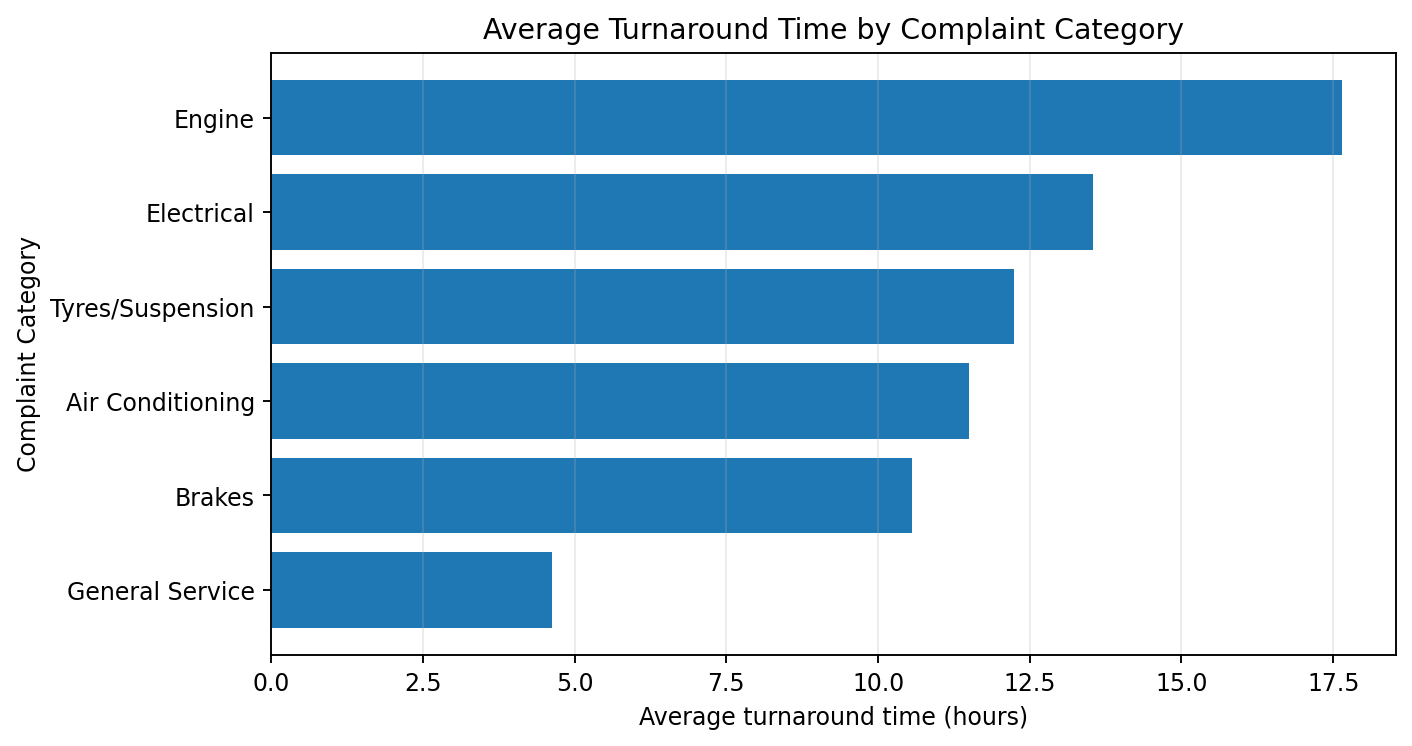 Average Turnaround Time by Complaint Category
Complaint Category
Engine
Electrical
Tyres/Suspension
Air Conditioning
Brakes
General Service
0.0 2.5 5.0 7.5 10.0 12.5 15.0 17.5
Average turnaround time (hours)